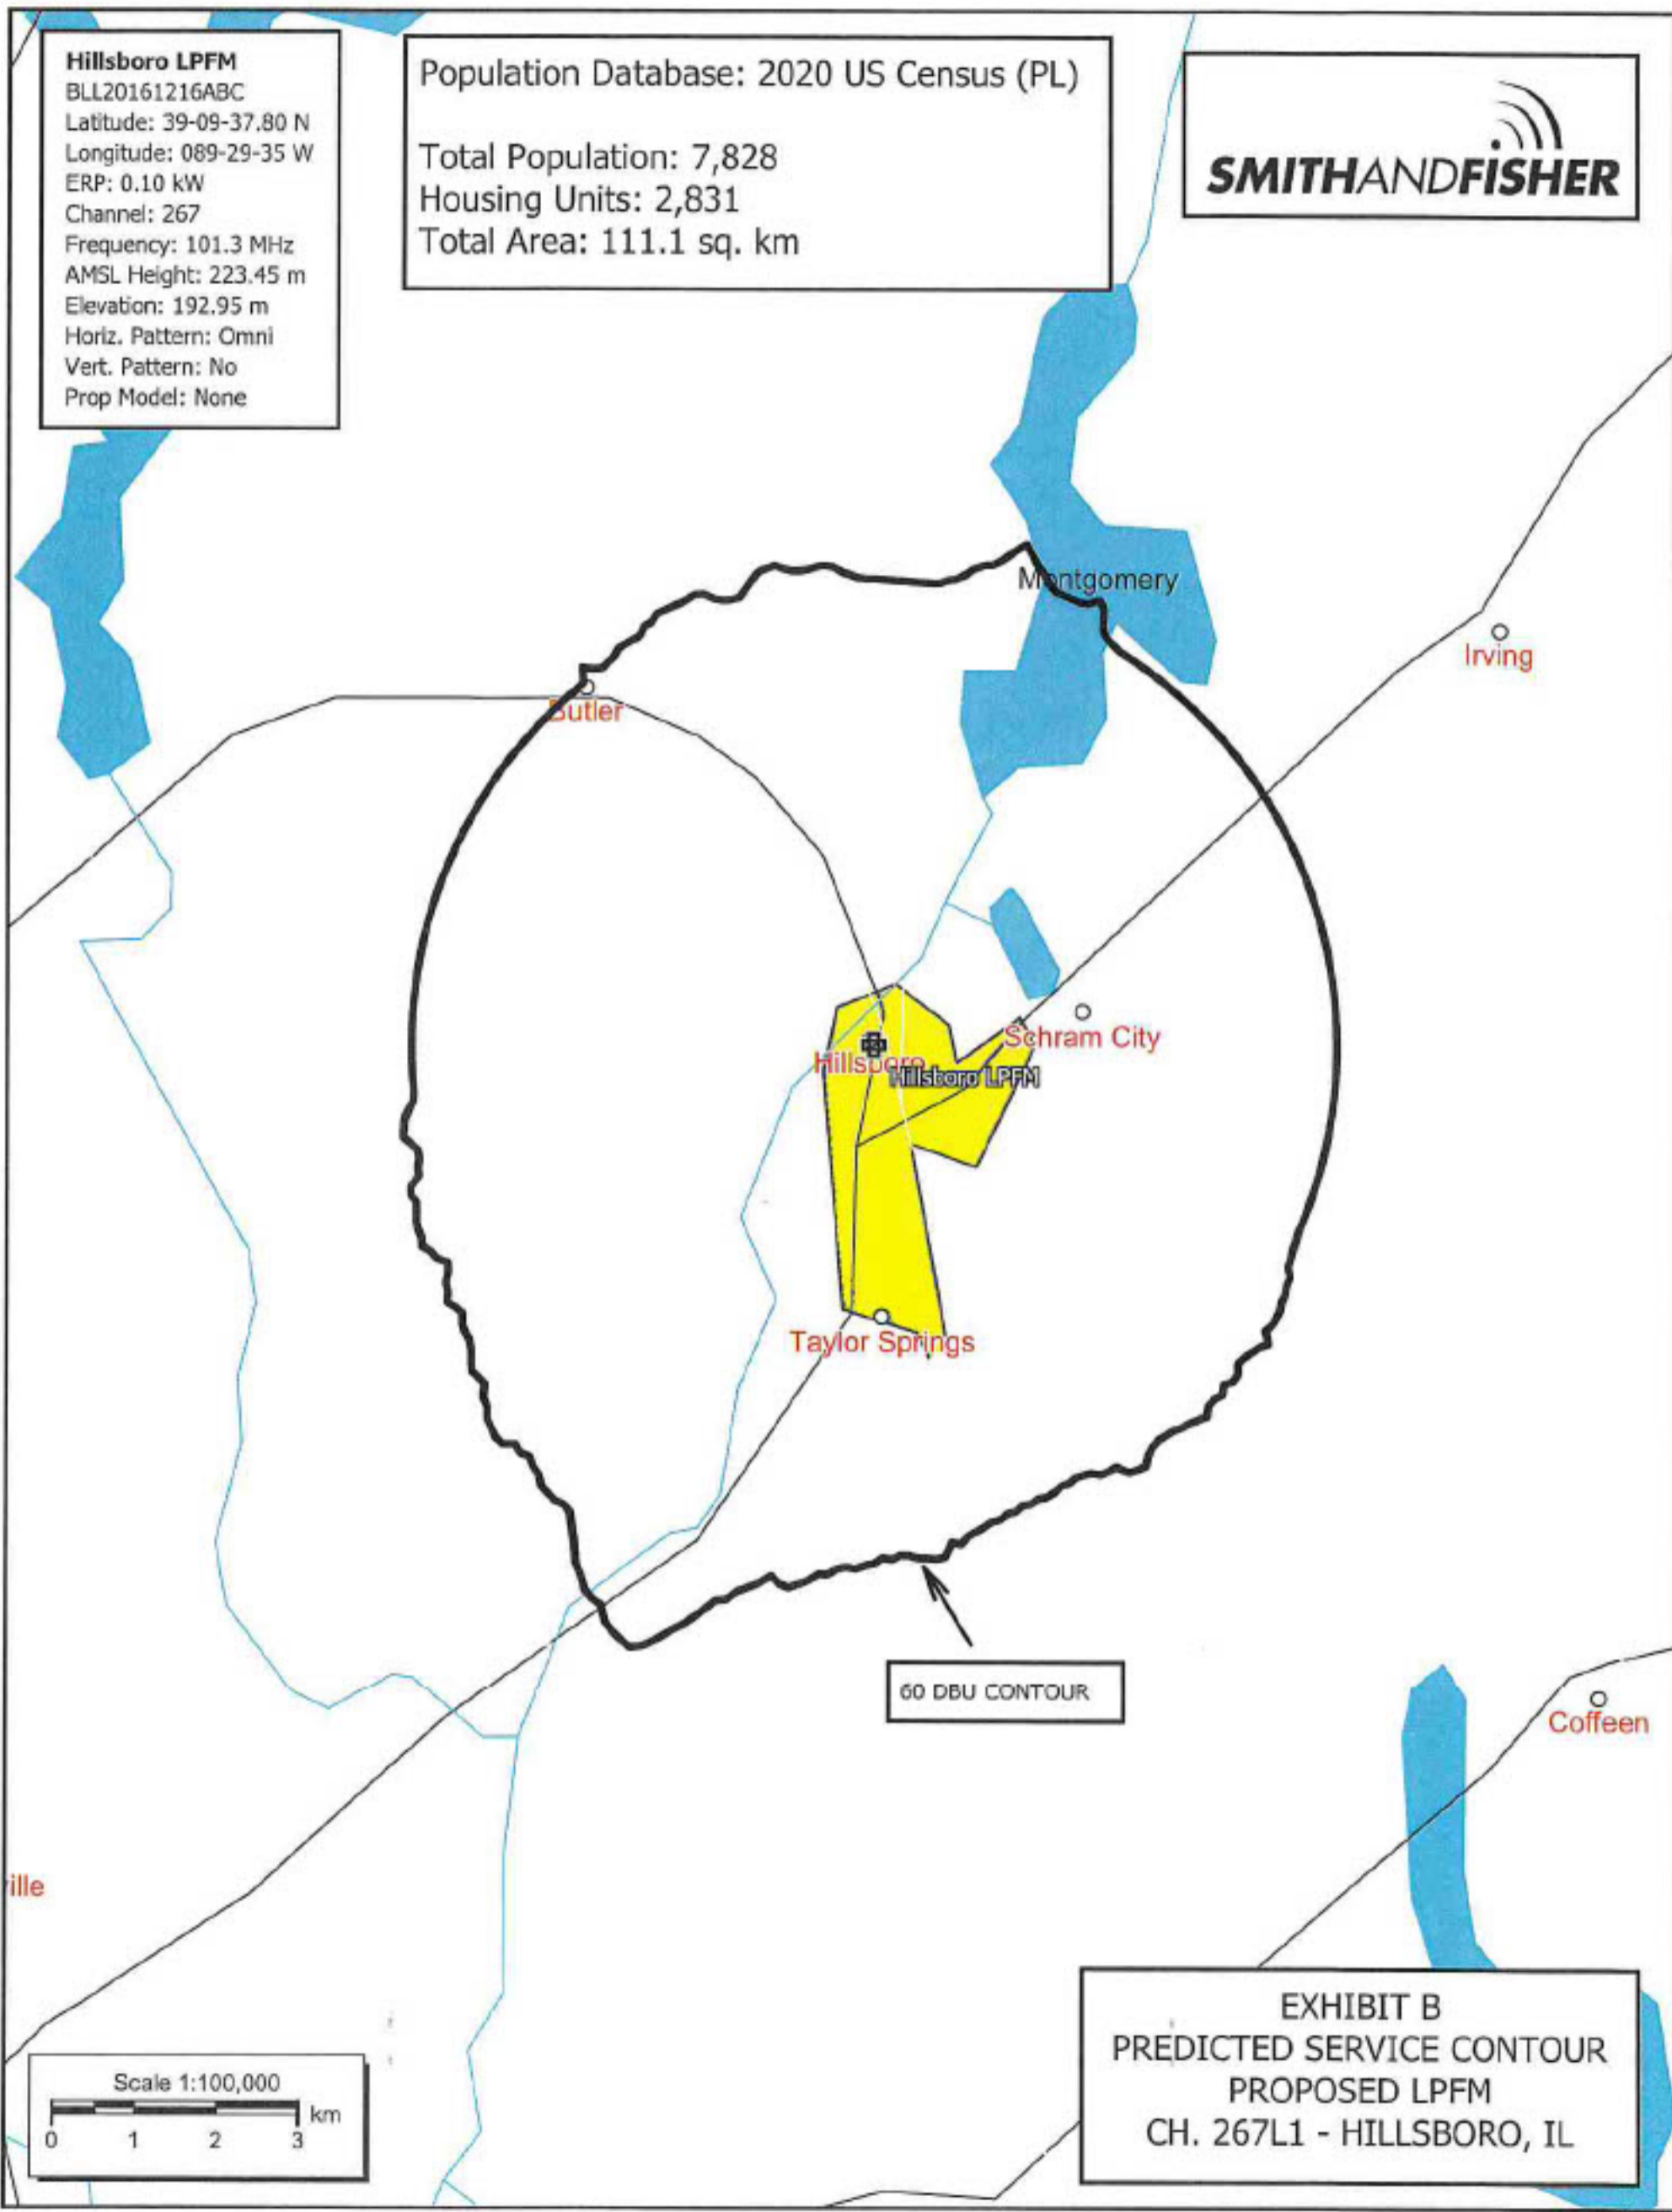 Hillsboro LPFM
BLL20161216ABC
Latitude: 39-09-37.80 N
Longitude: 089-29-35 W
ERP: 0.10 kW
Channel: 267
Frequency: 101.3 MHz
AMSL Height: 223.45 m
Elevation: 192.95 m
Horiz. Pattern: Omni
Vert. Pattern: No
Prop Model: None
Population Database: 2020 US Census (PL)
Total Population: 7,828
Housing Units: 2,831
Total Area: 111.1 sq. km
SMITHANDFiSHER
Montgomery
Irving
Butler
Schram City
Hillsboro
Hillsboro LPFM
Taylor Springs
60 DBU CONTOUR
Coffeen
ille
EXHIBIT B
PREDICTED SERVICE CONTOUR
PROPOSED LPFM
CH. 267L1 - HILLSBORO, IL
Scale 1:100,000
km
0 1 2 3